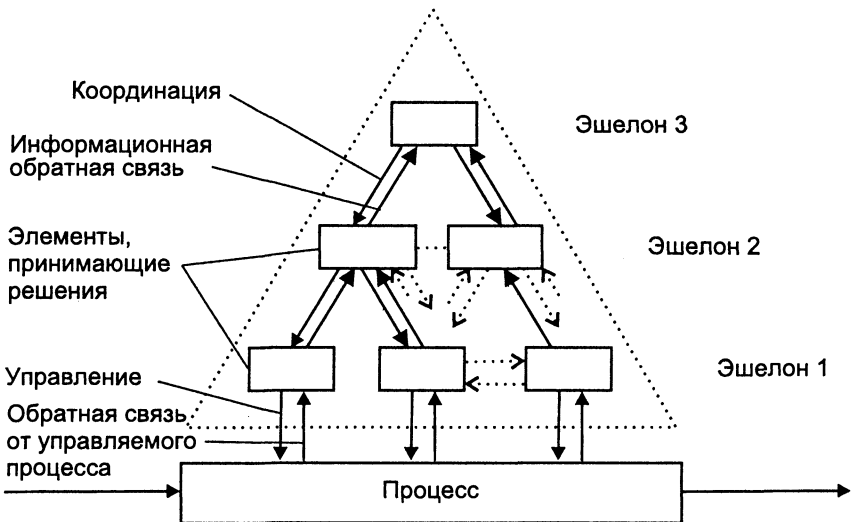 Координация
Эшелон 3
Информационная
обратная связь
Элементы,
принимающие
решения
Эшелон 2
Управление
Эшелон 1
Обратная связь
от управляемого
процесса
Процесс